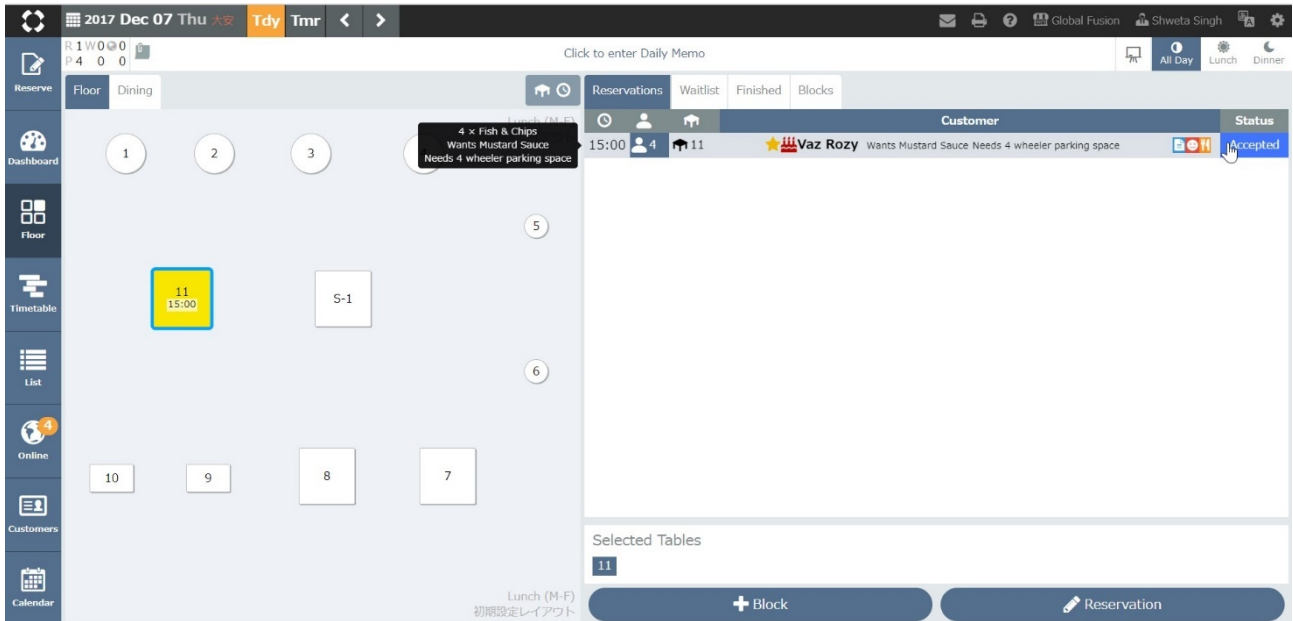 2017 Dec 07 Thu 大安 Tdy Tmr Global Fusion Shweta Singh
R 1 W 0 0
P 4 0 0
Click to enter Daily Memo
All Day Lunch Dinner
Reserve
Dashboard
Floor
Timetable
List
4
Online
Customers
Calendar
Floor Dining
Lunch (M-F)
4 × Fish & Chips
Wants Mustard Sauce
Needs 4 wheeler parking space
1 2 3
5
11
15:00
S-1
6
10 9 8 7
Lunch (M-F)
初期設定レイアウト
Reservations Waitlist Finished Blocks
Customer Status
15:00 4 11 Vaz Rozy Wants Mustard Sauce Needs 4 wheeler parking space Accepted
Selected Tables
11
Block Reservation